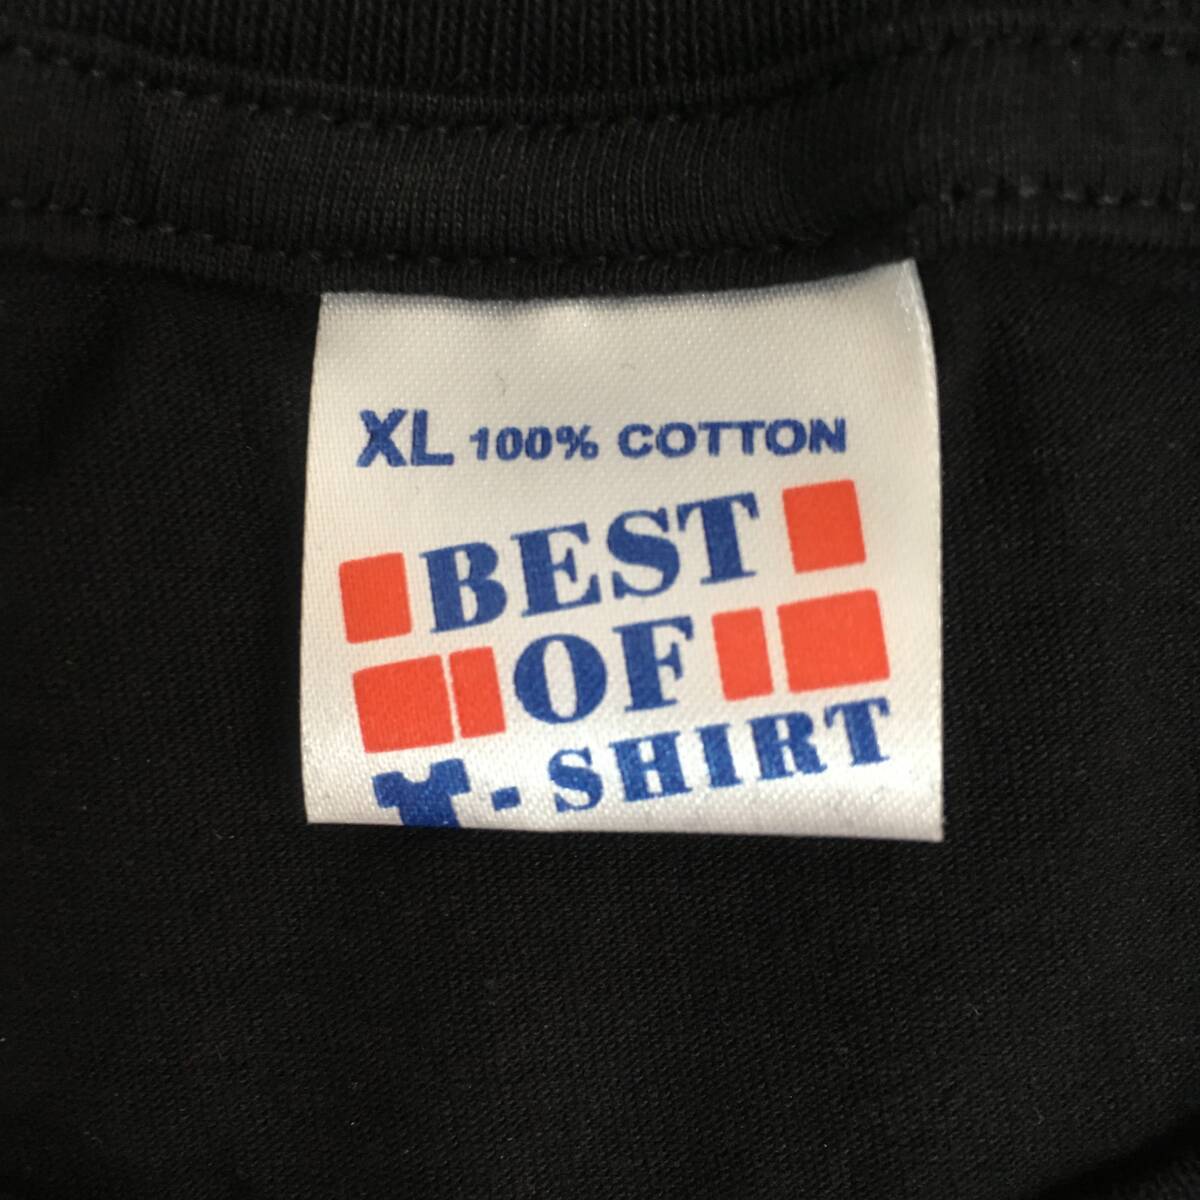 XL 100% COTTON
BEST
OF
T-SHIRT